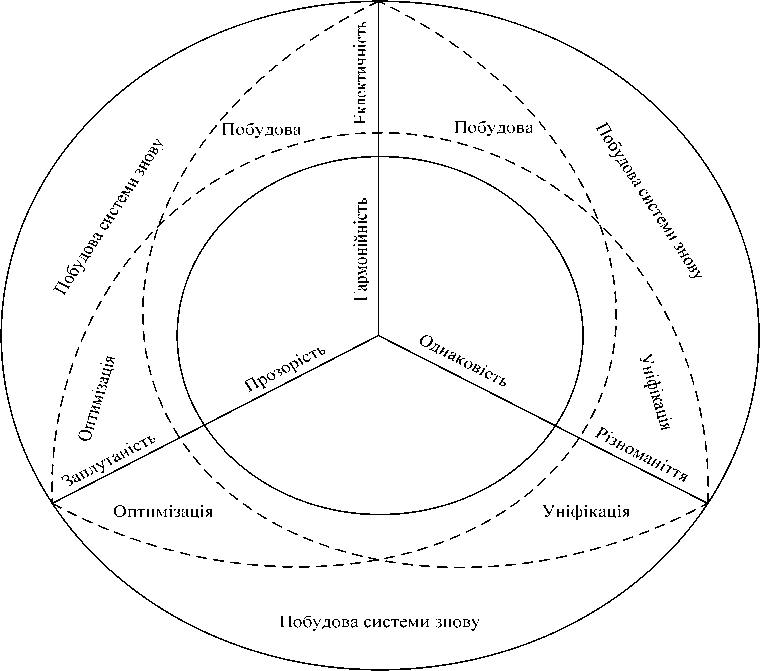 Еклектичність
Побудова
Побудова
Побудова системи знову
Побудова системи знову
Гармонійність
Прозорість
Однаковість
Оптимізація
Уніфікація
Заплутаність
Різноманіття
Оптимізація
Уніфікація
Побудова системи знову